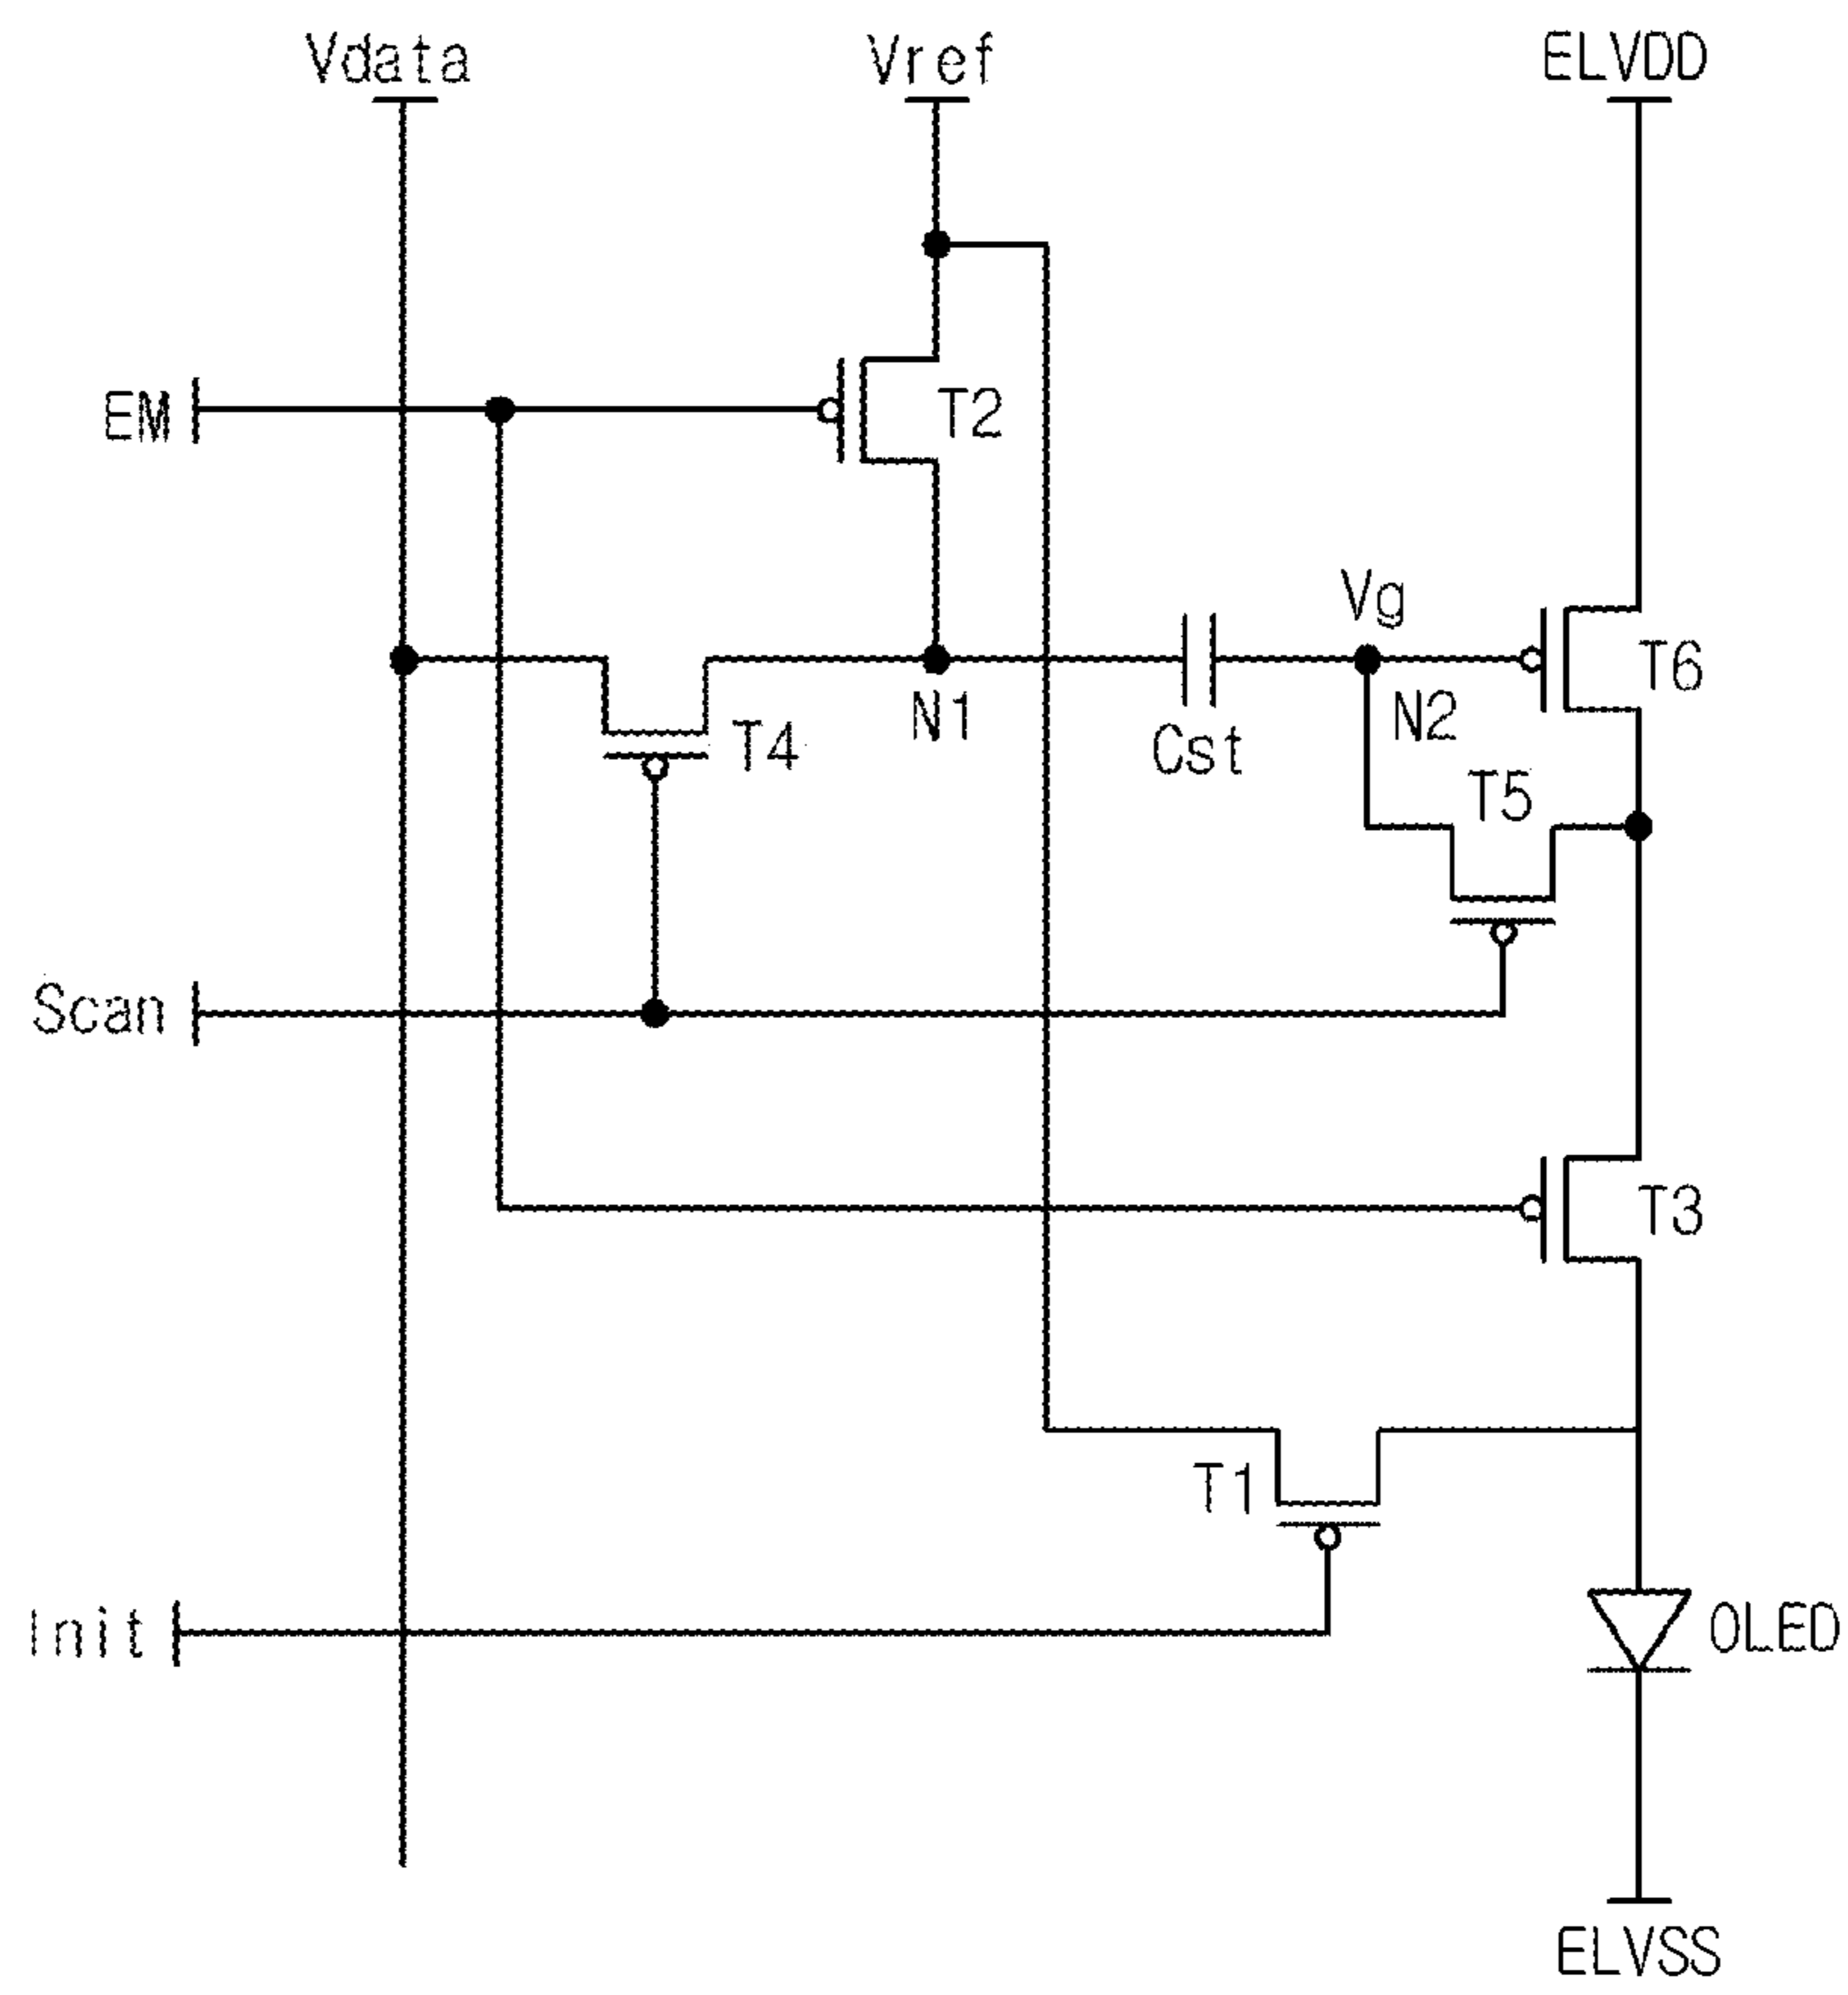 Vdata
Vref
ELVDD
EM
T2
Vg
T6
N1
N2
T4
Cst
T5
Scan
T3
T1
Init
OLED
ELVSS